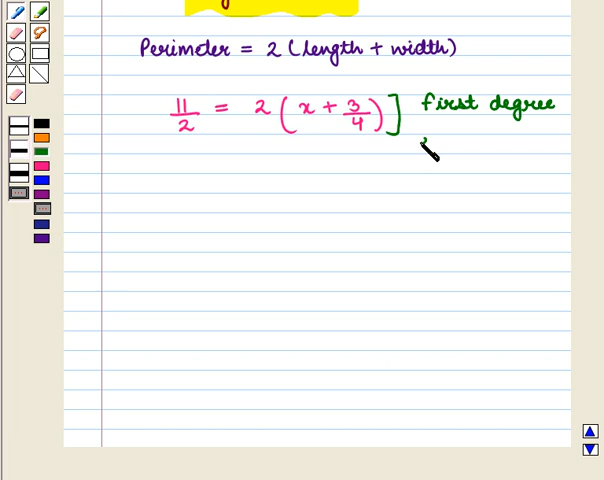 Perimeter = 2 (length + width)
11/2 = 2 (x + 3/4) ] first degree